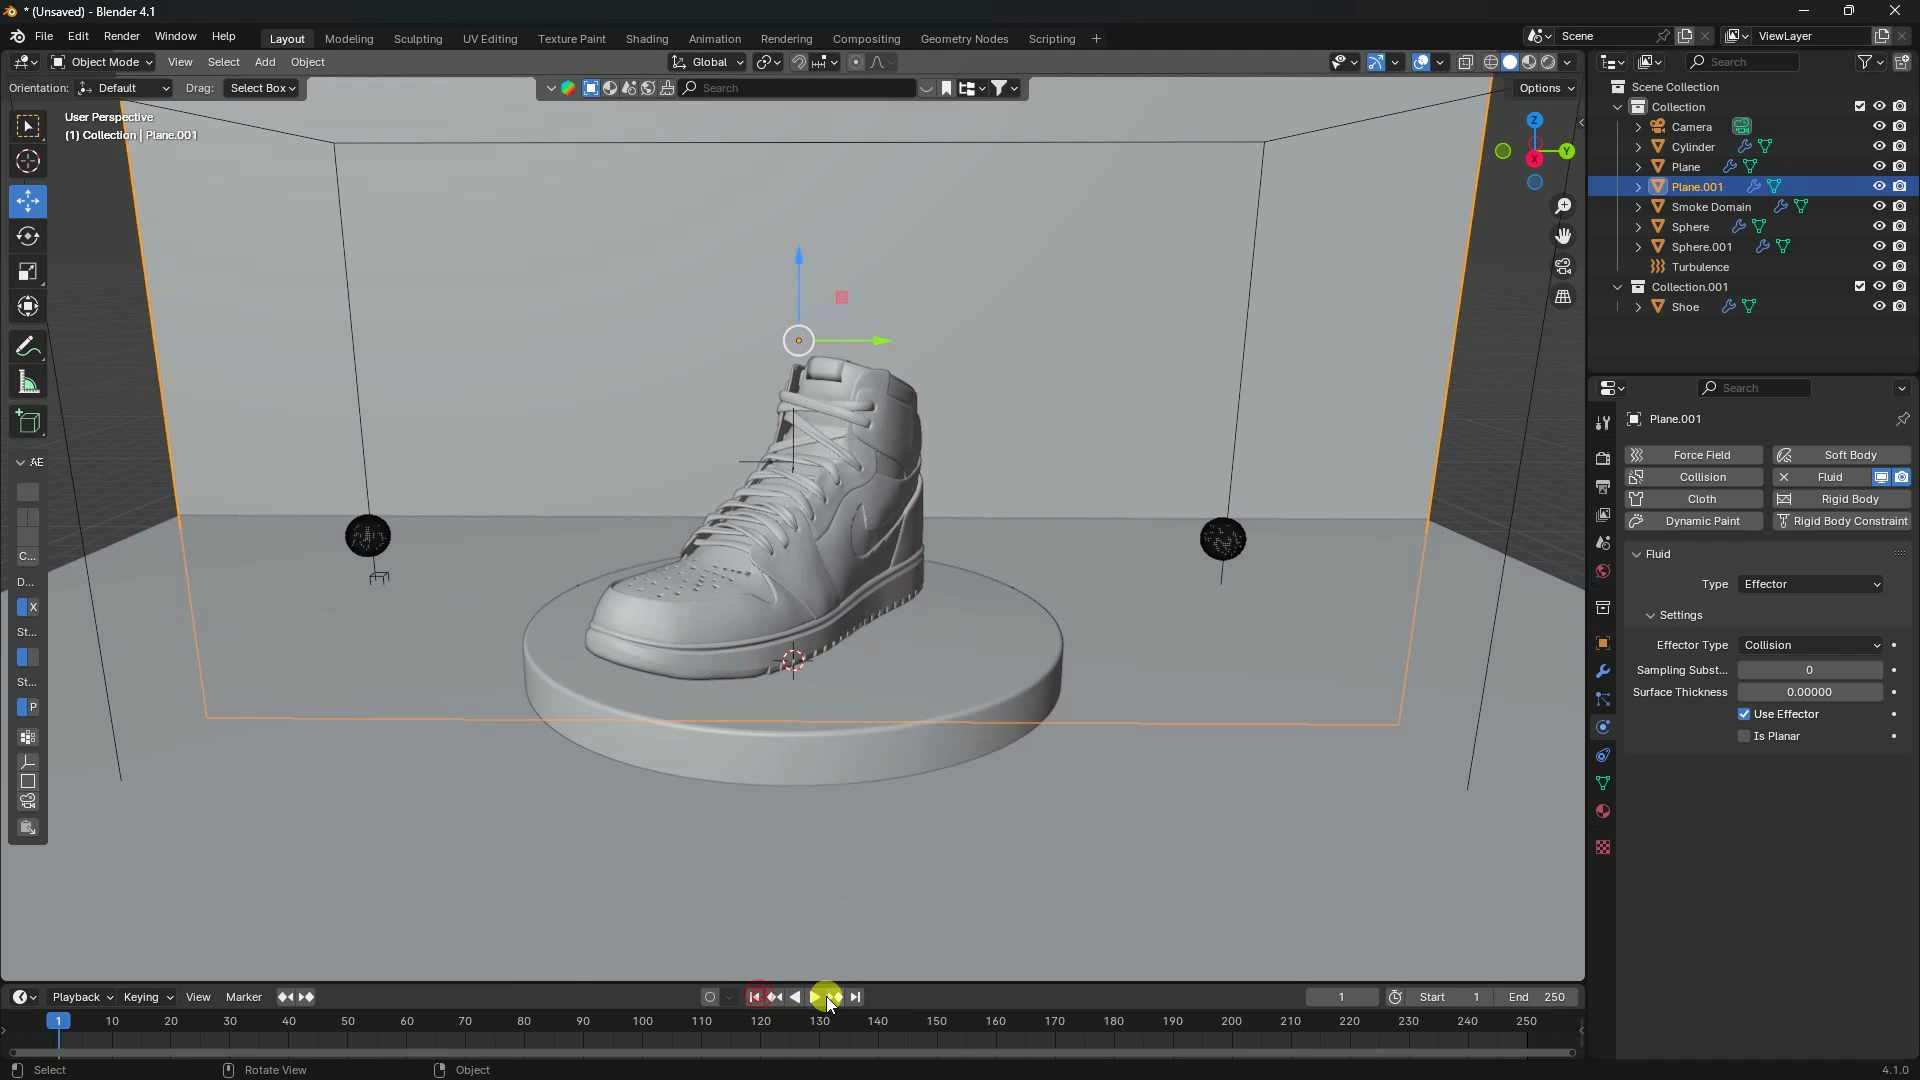 * (Unsaved) - Blender 4.1
File Edit Render Window Help
Layout Modeling Sculpting UV Editing Texture Paint Shading Animation Rendering Compositing Geometry Nodes Scripting +
Scene
ViewLayer
Object Mode View Select Add Object
Global
Search
Orientation: Default Drag: Select Box
Search
Options
User Perspective
(1) Collection | Plane.001
Z
Y
X
Scene Collection
Collection
Camera
Cylinder
Plane
Plane.001
Smoke Domain
Sphere
Sphere.001
Turbulence
Collection.001
Shoe
Search
Plane.001
Force Field Soft Body
Collision Fluid
Cloth Rigid Body
Dynamic Paint Rigid Body Constraint
Fluid
Type Effector
Settings
Effector Type Collision
Sampling Subst... 0
Surface Thickness 0.00000
Use Effector
Is Planar
AE
C...
D...
X
St...
St...
P
Playback Keying View Marker
1 Start 1 End 250
1 10 20 30 40 50 60 70 80 90 100 110 120 130 140 150 160 170 180 190 200 210 220 230 240 250
Select Rotate View Object 4.1.0